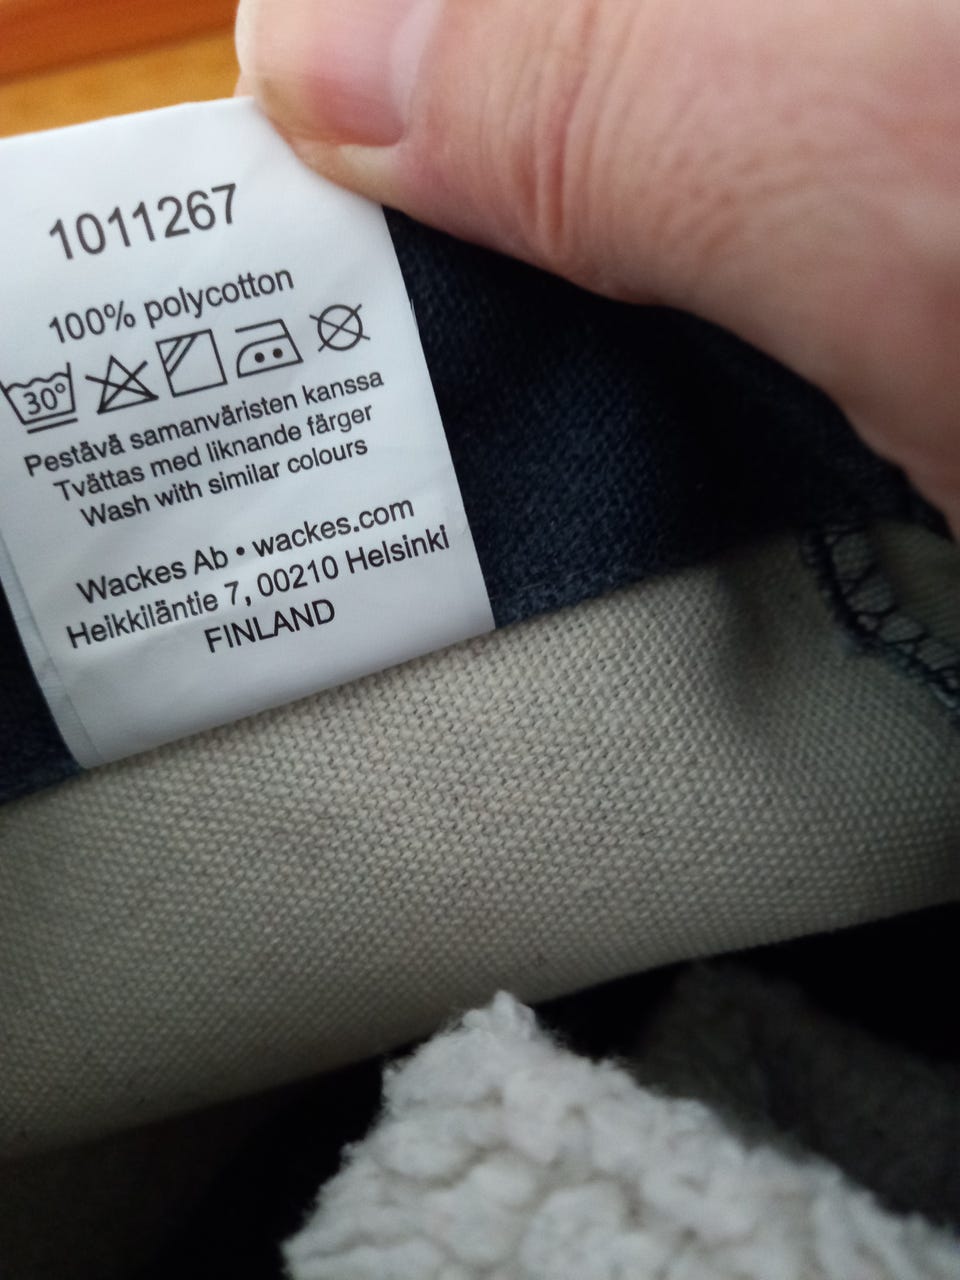 1011267
100% polycotton
30°
Pestävä samanväristen kanssa
Tvättas med liknande färger
Wash with similar colours
Wackes Ab • wackes.com
Heikkiläntie 7, 00210 Helsinki
FINLAND